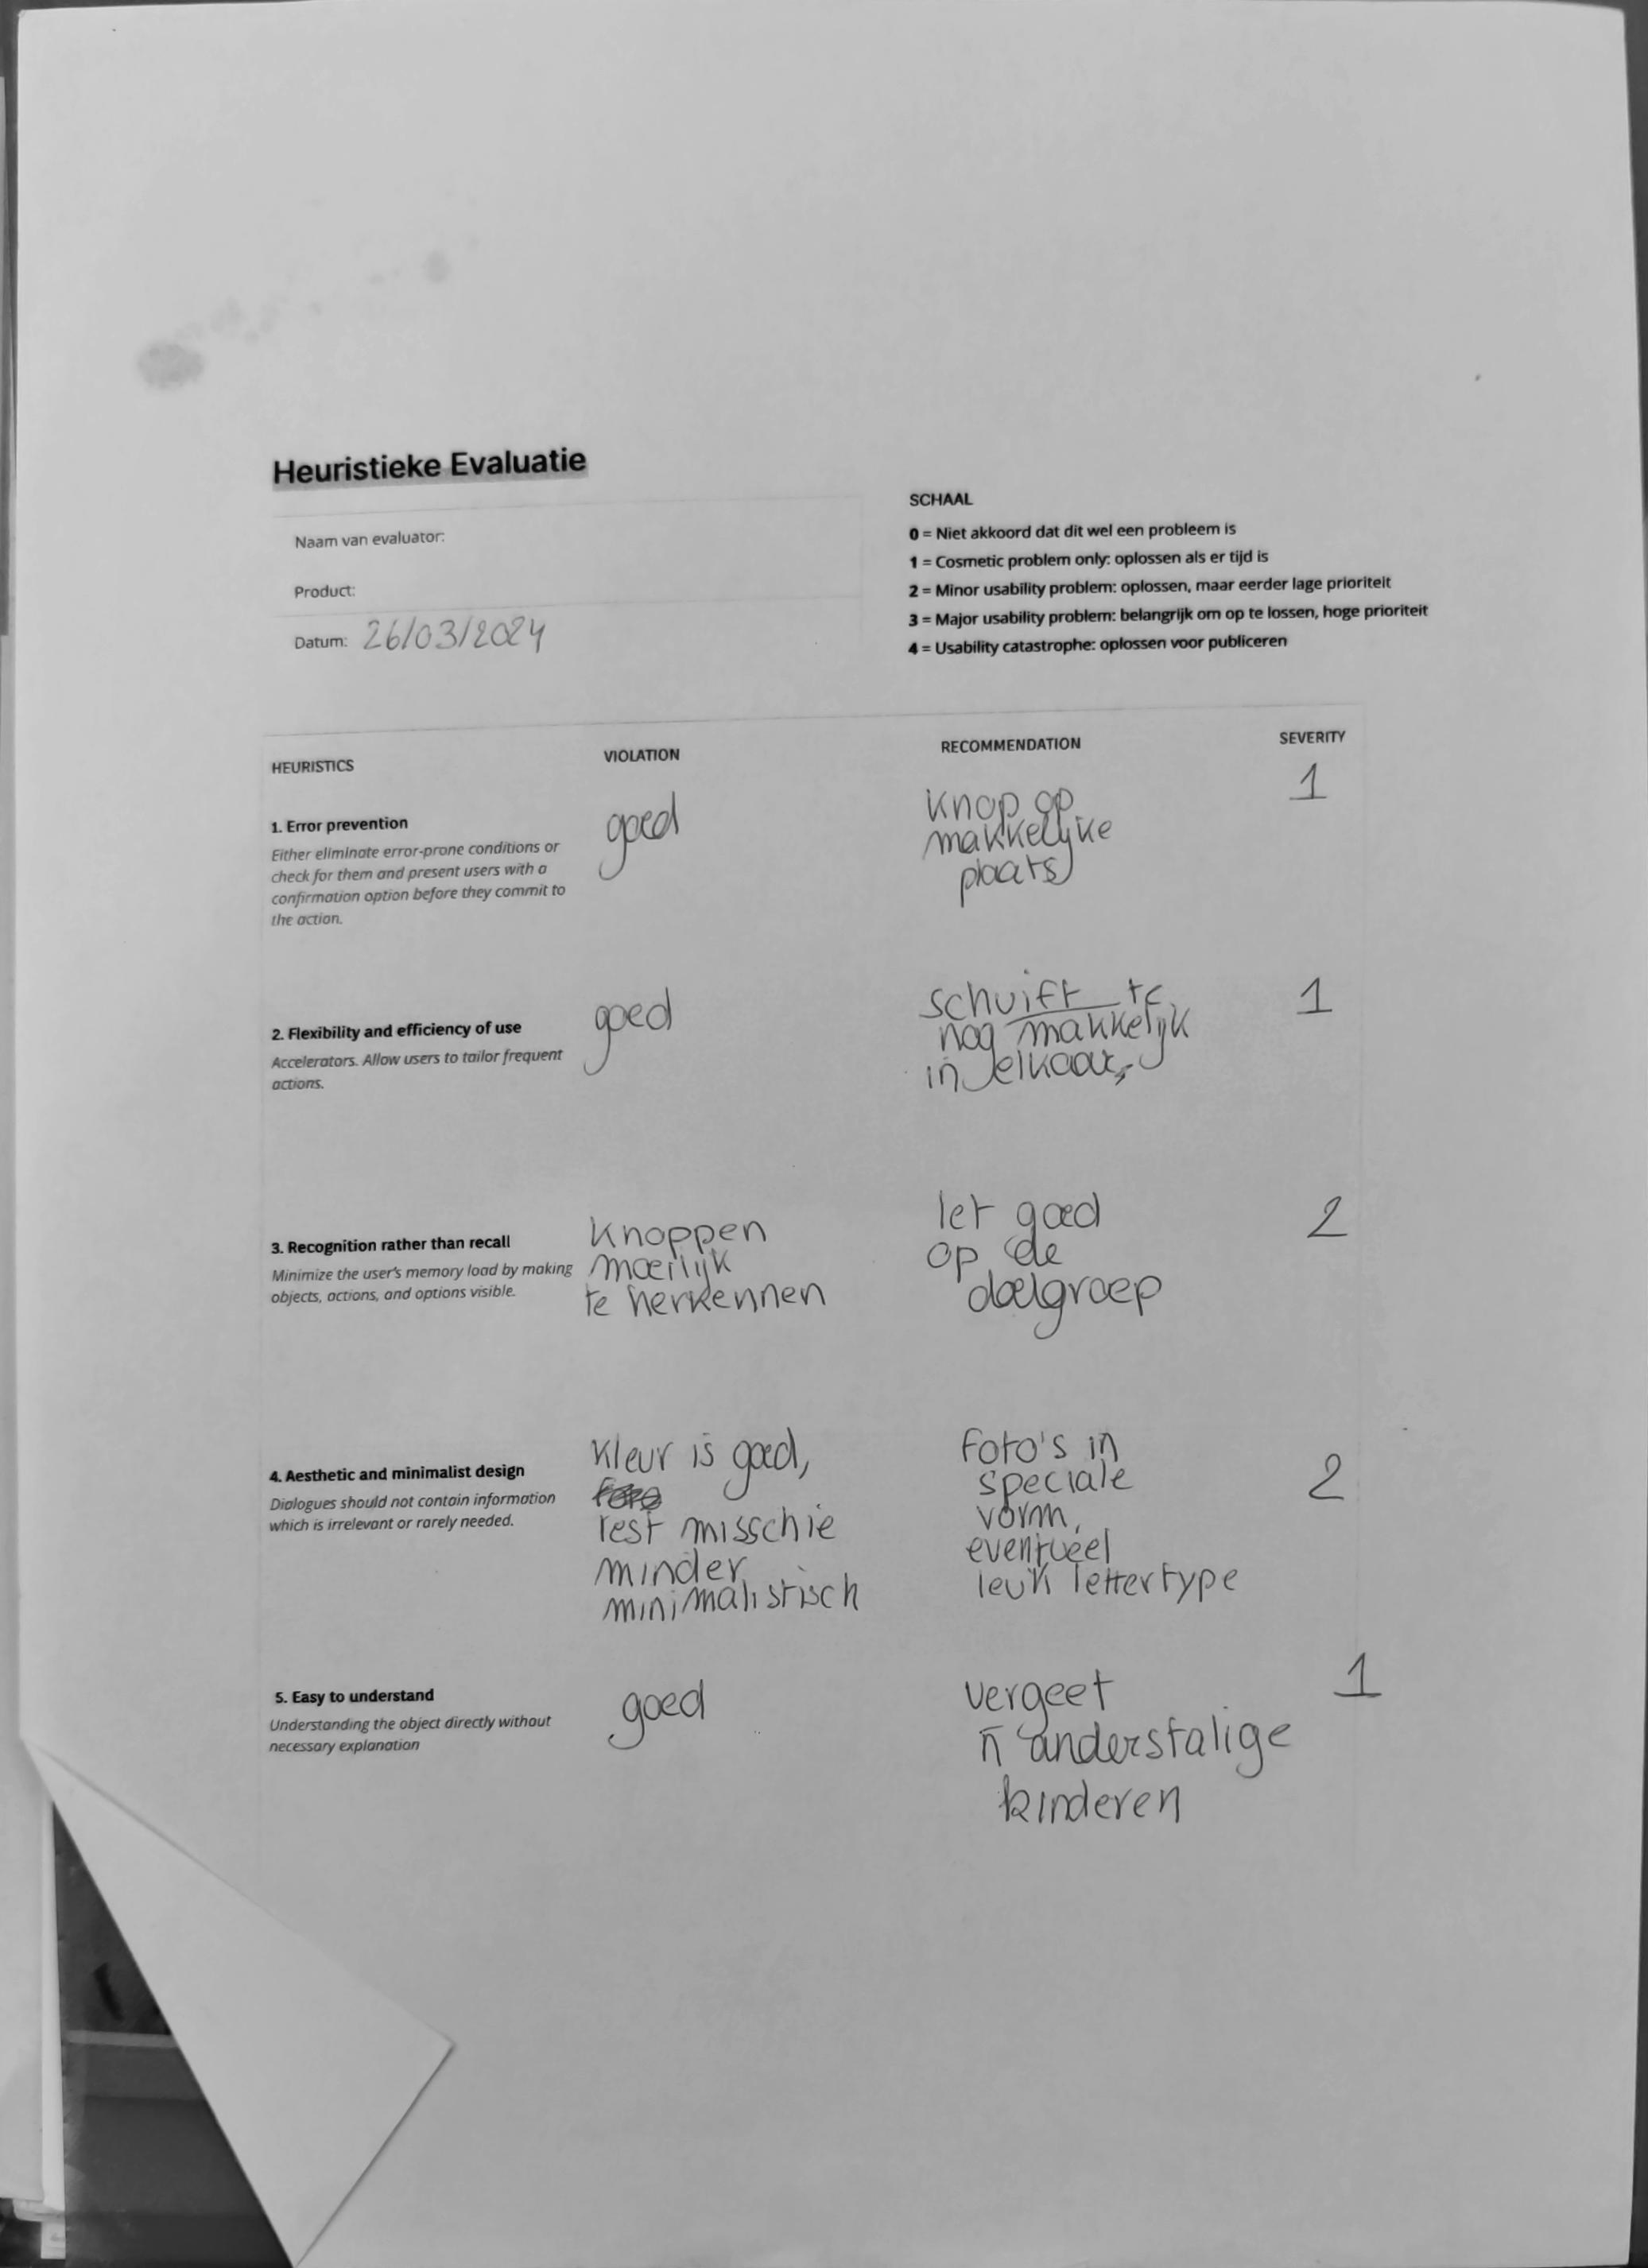 Heuristieke Evaluatie
Naam van evaluator:
Product:
Datum: 26/03/2024
SCHAAL
0 = Niet akkoord dat dit wel een probleem is
1 = Cosmetic problem only: oplossen als er tijd is
2 = Minor usability problem: oplossen, maar eerder lage prioriteit
3 = Major usability problem: belangrijk om op te lossen, hoge prioriteit
4 = Usability catastrophe: oplossen voor publiceren
HEURISTICS
VIOLATION
RECOMMENDATION
SEVERITY
1. Error prevention
Either eliminate error-prone conditions or
check for them and present users with a
confirmation option before they commit to
the action.
goed
knop op
makkelijke
plaats
1
2. Flexibility and efficiency of use
Accelerators. Allow users to tailor frequent
actions.
goed
schuift te
nog makkelijk
in elkaar
1
3. Recognition rather than recall
Minimize the user's memory load by making
objects, actions, and options visible.
knoppen
moeilijk
te herkennen
let goed
op de
doelgroep
2
4. Aesthetic and minimalist design
Dialogues should not contain information
which is irrelevant or rarely needed.
kleur is goed,
rest misschie
minder
minimalistisch
foto's in
speciale
vorm,
eventueel
leuk lettertype
2
5. Easy to understand
Understanding the object directly without
necessary explanation
goed
vergeet
n̄ anderstalige
kinderen
1